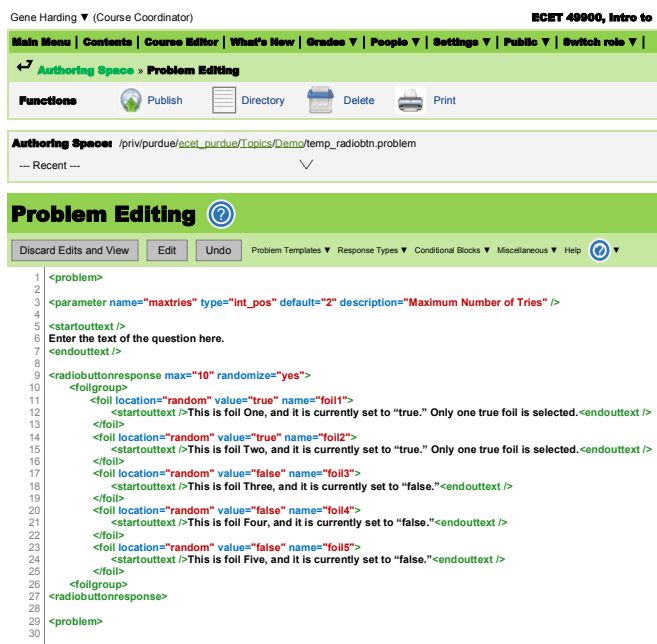 Gene Harding ▼ (Course Coordinator) ECET 49900, Intro to
Main Menu | Contents | Course Editor | What's New | Grades ▼ | People ▼ | Settings ▼ | Public ▼ | Switch role ▼ |
Authoring Space » Problem Editing
Functions Publish Directory Delete Print
Authoring Space: /priv/purdue/ecet_purdue/Topics/Demo/temp_radiobtn.problem
--- Recent ---
Problem Editing ?
Discard Edits and View Edit Undo Problem Templates ▼ Response Types ▼ Conditional Blocks ▼ Miscellaneous ▼ Help ? ▼
1 <problem>
2
3 <parameter name="maxtries" type="int_pos" default="2" description="Maximum Number of Tries" />
4
5 <startouttext />
6 Enter the text of the question here.
7 <endouttext />
8
9 <radiobuttonresponse max="10" randomize="yes">
10 <foilgroup>
11 <foil location="random" value="true" name="foil1">
12 <startouttext />This is foil One, and it is currently set to “true.” Only one true foil is selected.<endouttext />
13 </foil>
14 <foil location="random" value="true" name="foil2">
15 <startouttext />This is foil Two, and it is currently set to “true.” Only one true foil is selected.<endouttext />
16 </foil>
17 <foil location="random" value="false" name="foil3">
18 <startouttext />This is foil Three, and it is currently set to “false.”<endouttext />
19 </foil>
20 <foil location="random" value="false" name="foil4">
21 <startouttext />This is foil Four, and it is currently set to “false.”<endouttext />
22 </foil>
23 <foil location="random" value="false" name="foil5">
24 <startouttext />This is foil Five, and it is currently set to “false.”<endouttext />
25 </foil>
26 <foilgroup>
27 <radiobuttonresponse>
28
29 <problem>
30